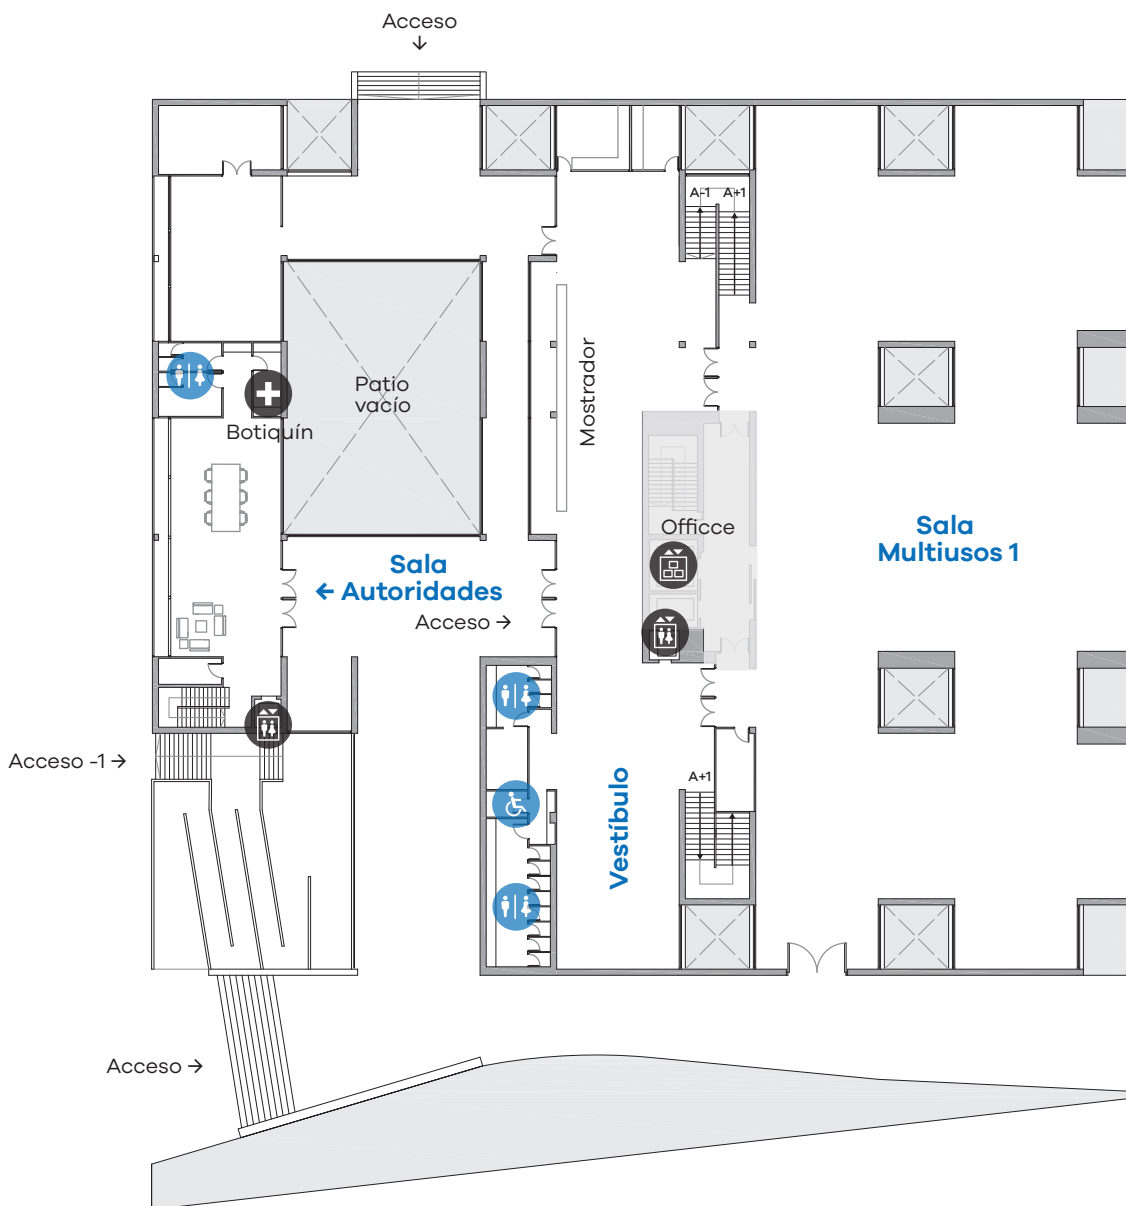 Acceso
↓
A-1 A+1
Mostrador
Patio
vacío
Botiquín
Officce
Sala
Multiusos 1
Sala
← Autoridades
Acceso →
Acceso -1 →
A+1
Vestíbulo
Acceso →